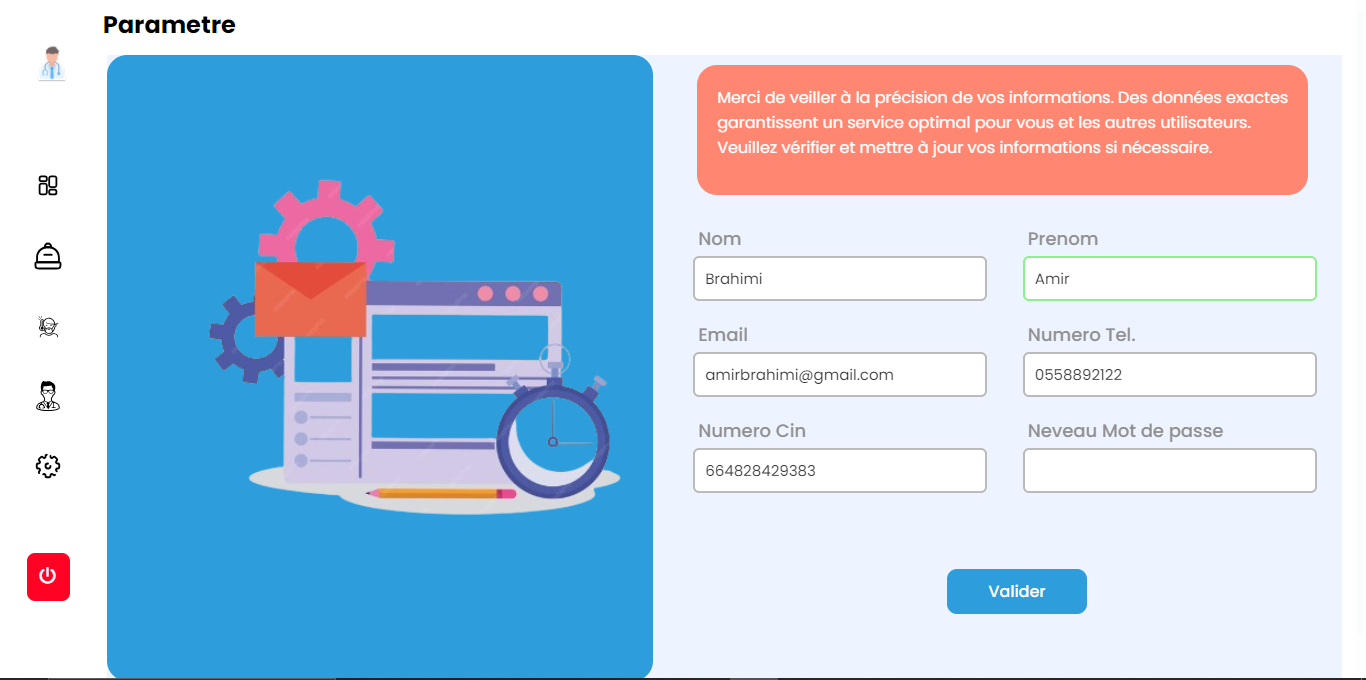 Parametre
Merci de veiller à la précision de vos informations. Des données exactes
garantissent un service optimal pour vous et les autres utilisateurs.
Veuillez vérifier et mettre à jour vos informations si nécessaire.
Nom
Prenom
Brahimi
Amir
Email
Numero Tel.
amirbrahimi@gmail.com
0558892122
Numero Cin
Neveau Mot de passe
664828429383
Valider